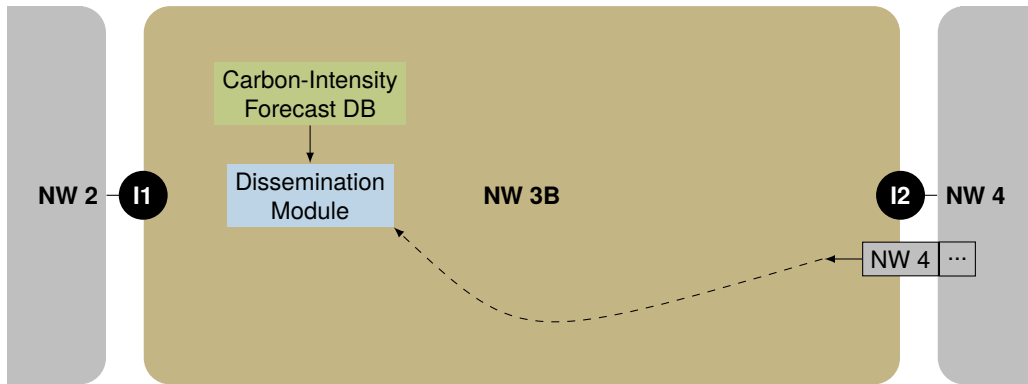 Carbon-Intensity
Forecast DB
Dissemination
Module
NW 2
I1
NW 3B
I2
NW 4
NW 4
...